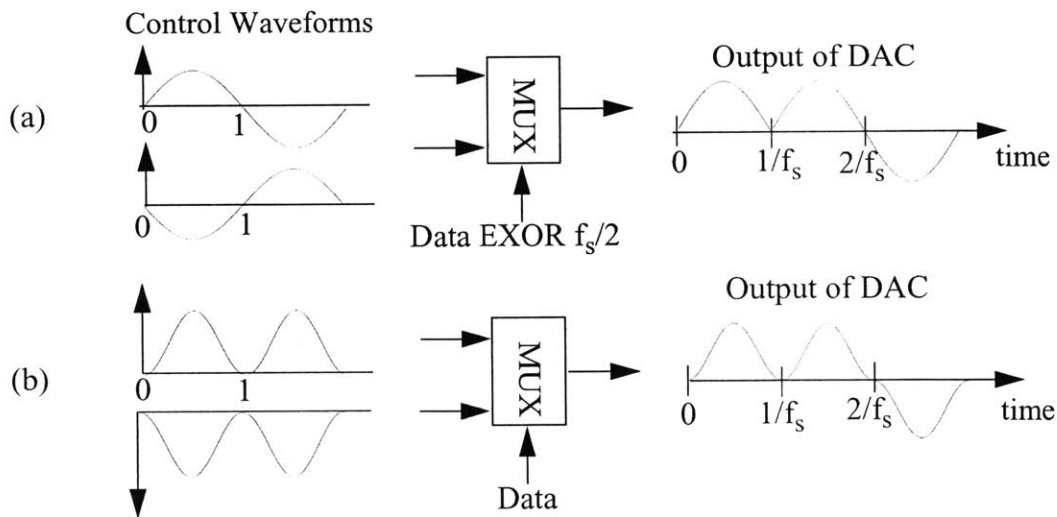 Control Waveforms
(a)
0
1
0
1
MUX
Data EXOR f_s/2
Output of DAC
0
1/f_s
2/f_s
time
(b)
0
1
MUX
Data
Output of DAC
0
1/f_s
2/f_s
time